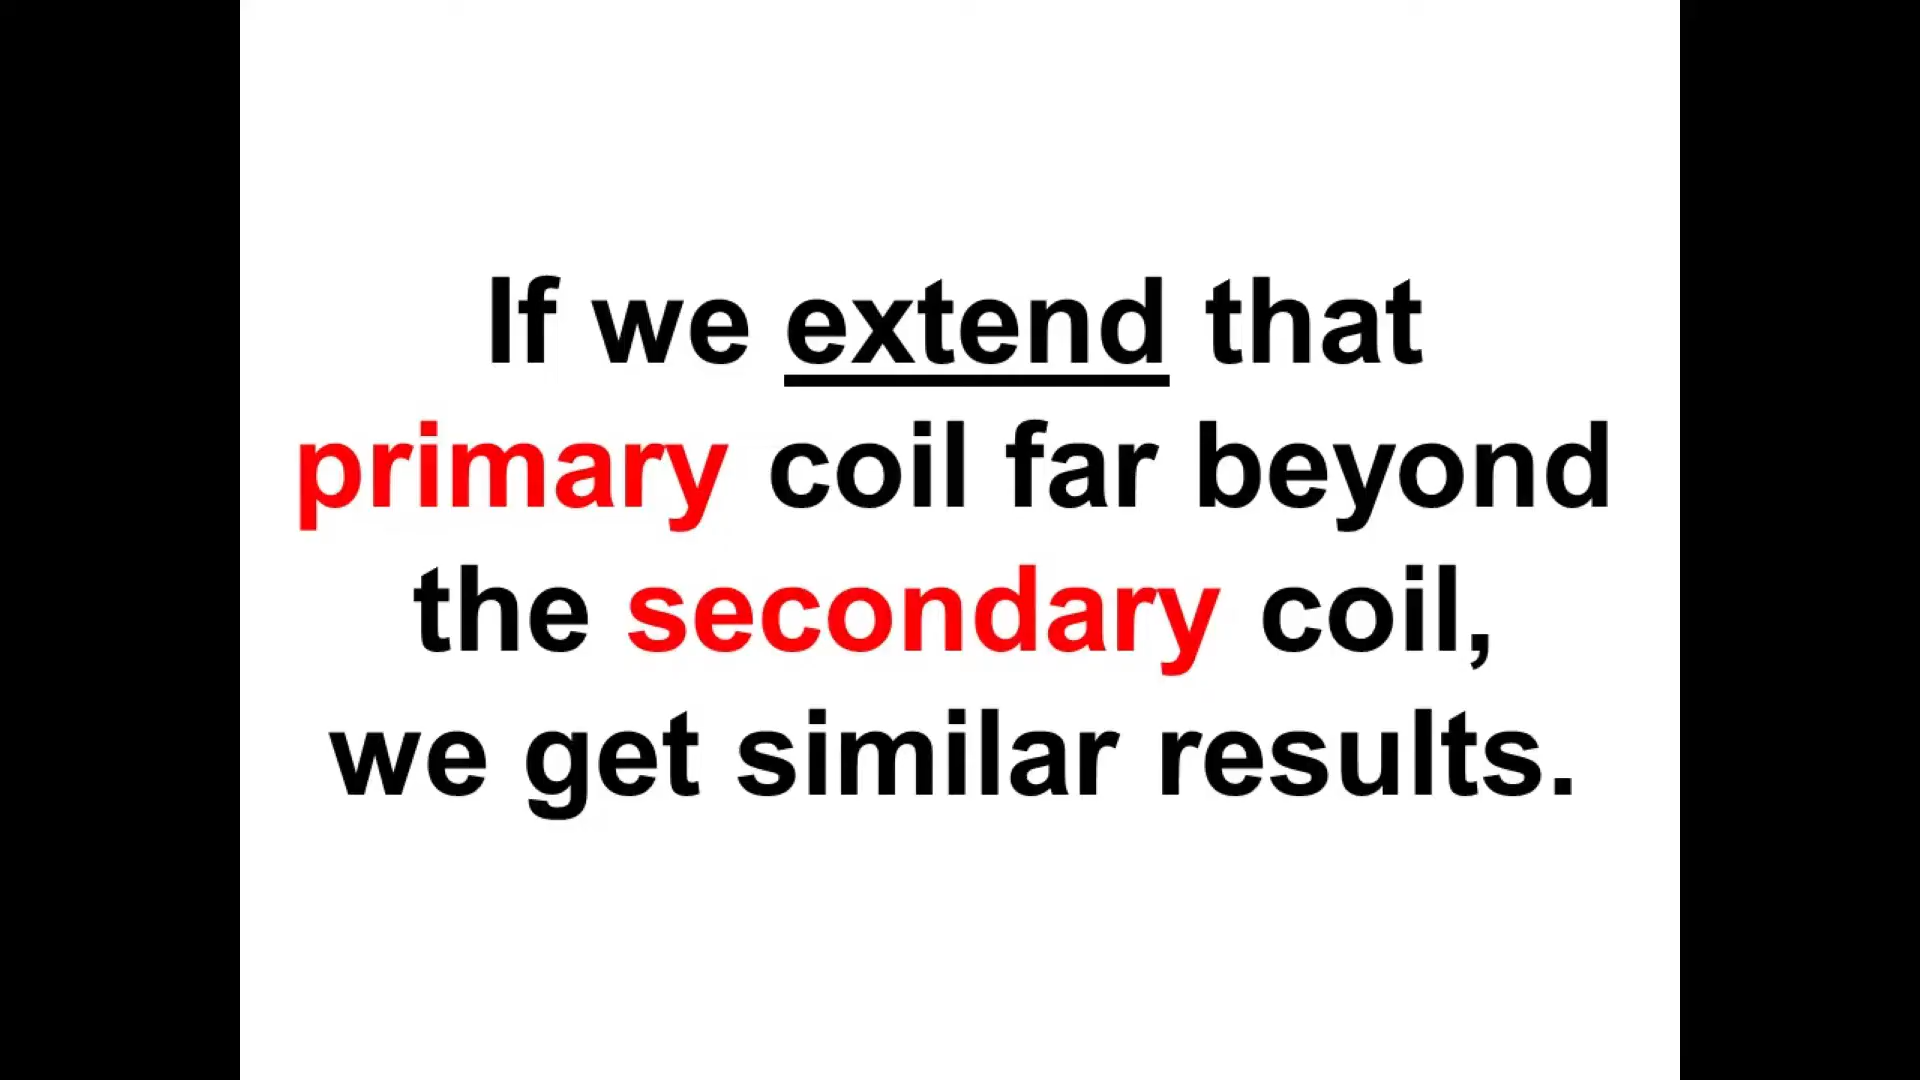 If we extend that
primary coil far beyond
the secondary coil,
we get similar results.